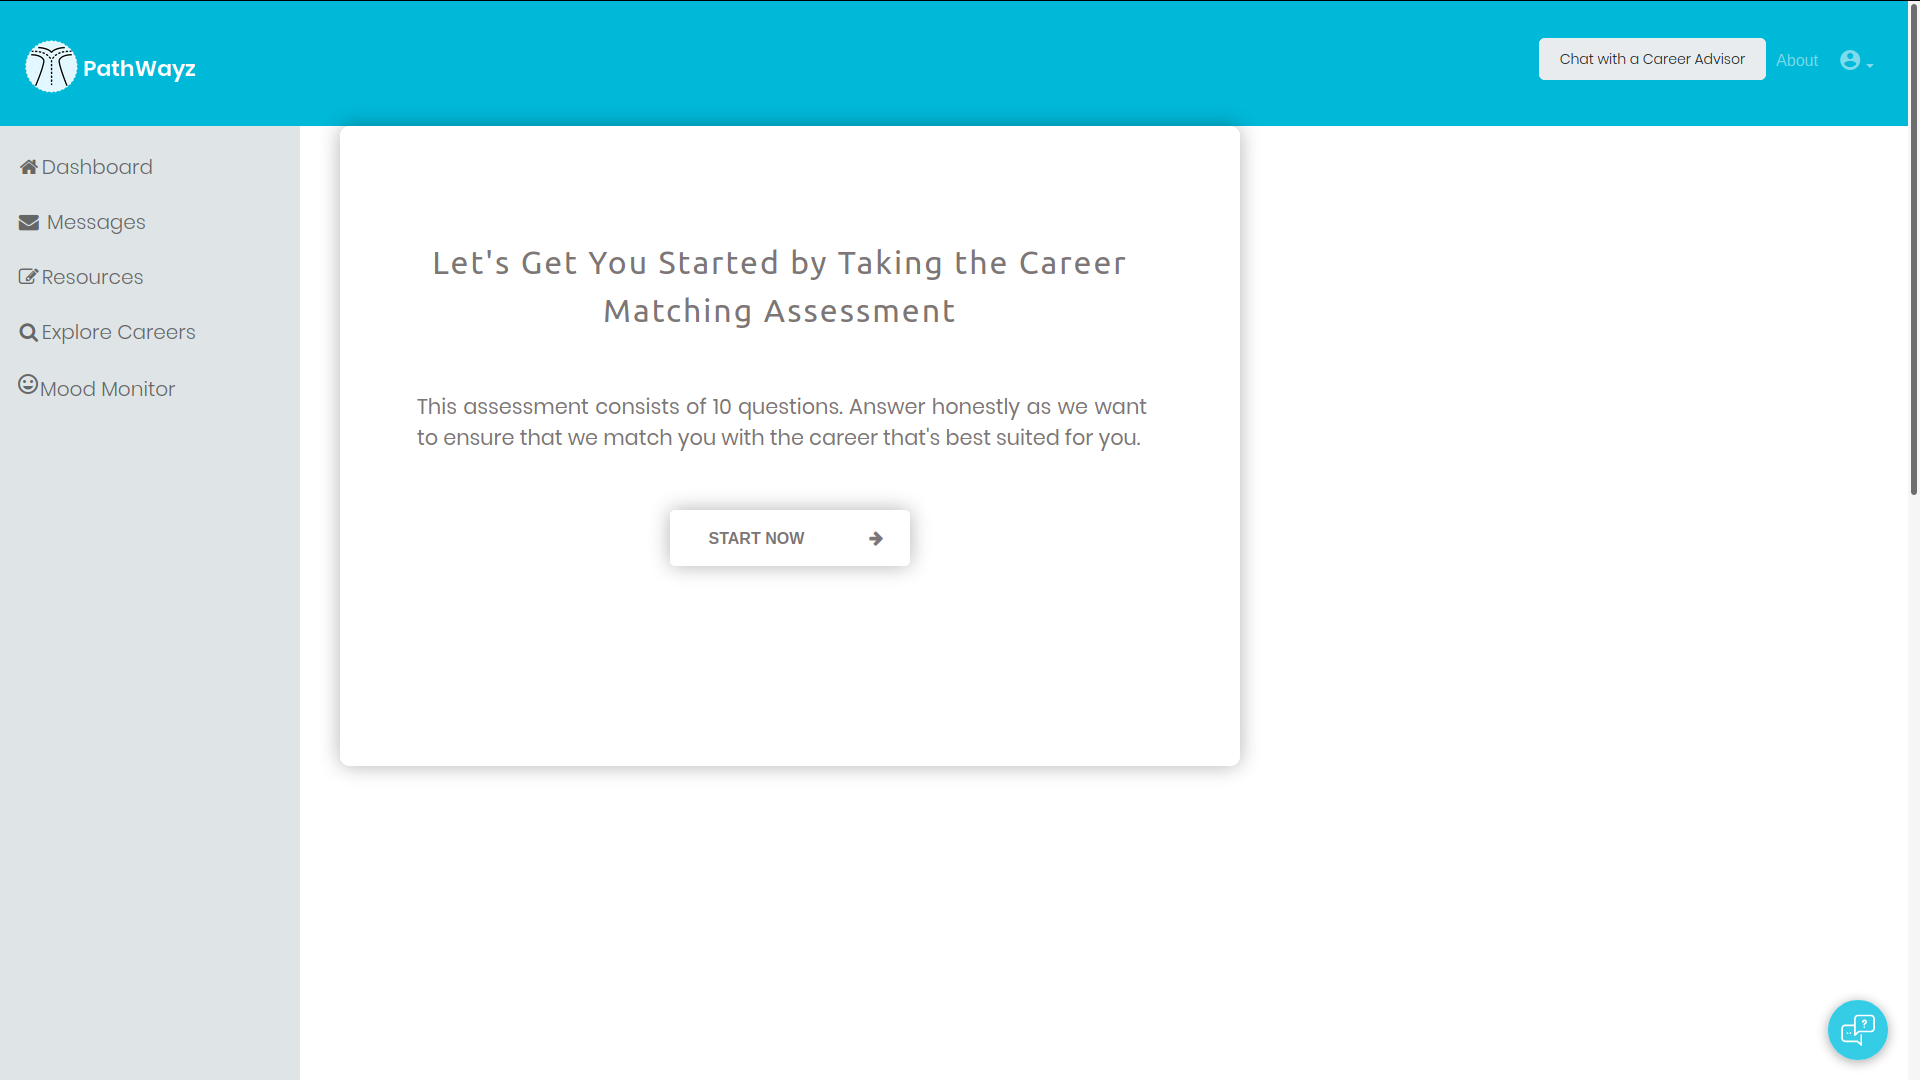 PathWayz
Chat with a Career Advisor
About
Dashboard
Messages
Resources
Explore Careers
Mood Monitor
Let's Get You Started by Taking the Career
Matching Assessment
This assessment consists of 10 questions. Answer honestly as we want
to ensure that we match you with the career that's best suited for you.
START NOW
?